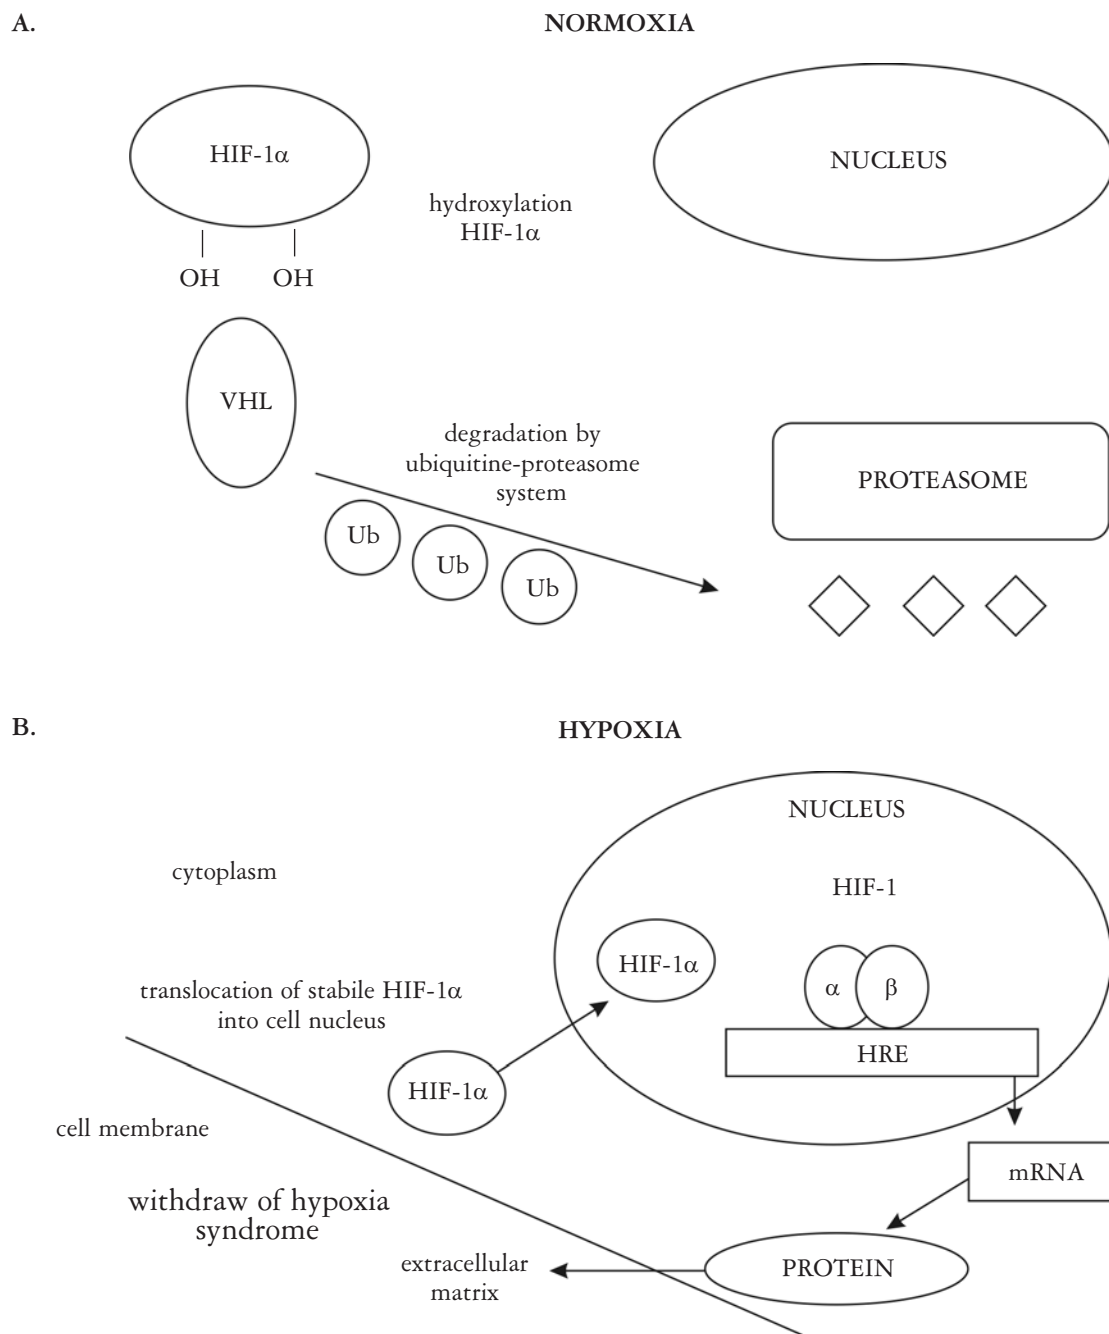 A.
NORMOXIA
HIF-1α
NUCLEUS
hydroxylation
HIF-1α
OH
OH
VHL
degradation by
ubiquitine-proteasome
system
PROTEASOME
Ub
Ub
Ub
B.
HYPOXIA
NUCLEUS
cytoplasm
HIF-1
HIF-1α
α
β
translocation of stabile HIF-1α
into cell nucleus
HRE
HIF-1α
cell membrane
mRNA
withdraw of hypoxia
syndrome
extracellular
matrix
PROTEIN